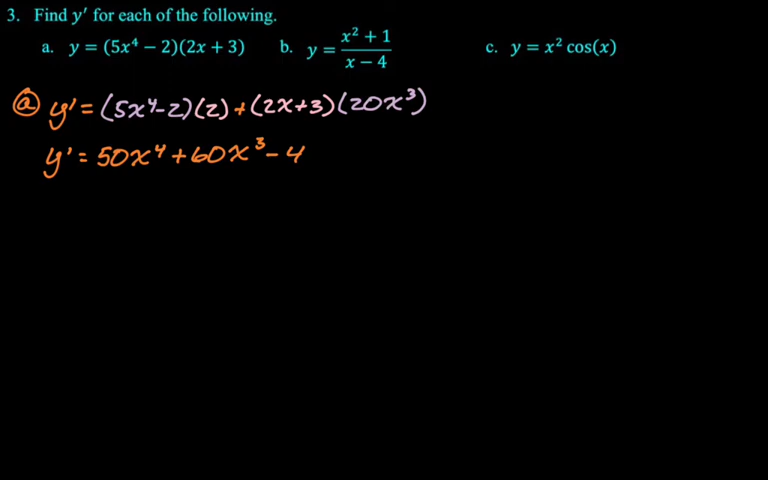 3. Find y′ for each of the following.
a. y = (5x⁴ − 2)(2x + 3) b. y = (x² + 1)/(x − 4) c. y = x² cos(x)
ⓐ y' = (5x⁴-2)(2) + (2x+3)(20x³)
y' = 50x⁴ + 60x³ - 4